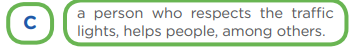 C
a person who respects the traffic
lights, helps people, among others.